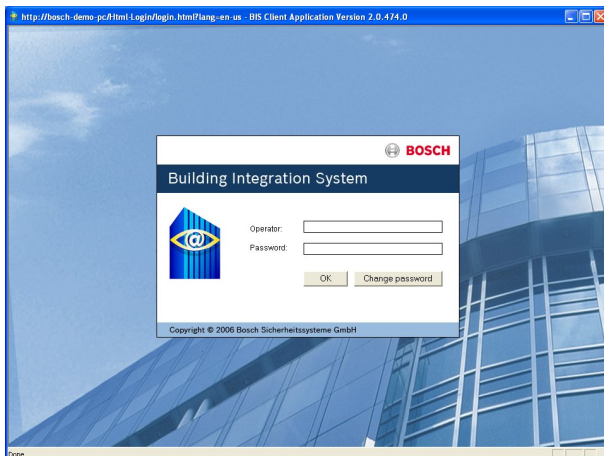 http://bosch-demo-pc/Html-Login/login.html?lang=en-us - BIS Client Application Version 2.0.474.0
BOSCH
Building Integration System
@
Operator:
Password:
OK Change password
Copyright © 2006 Bosch Sicherheitssysteme GmbH
Done